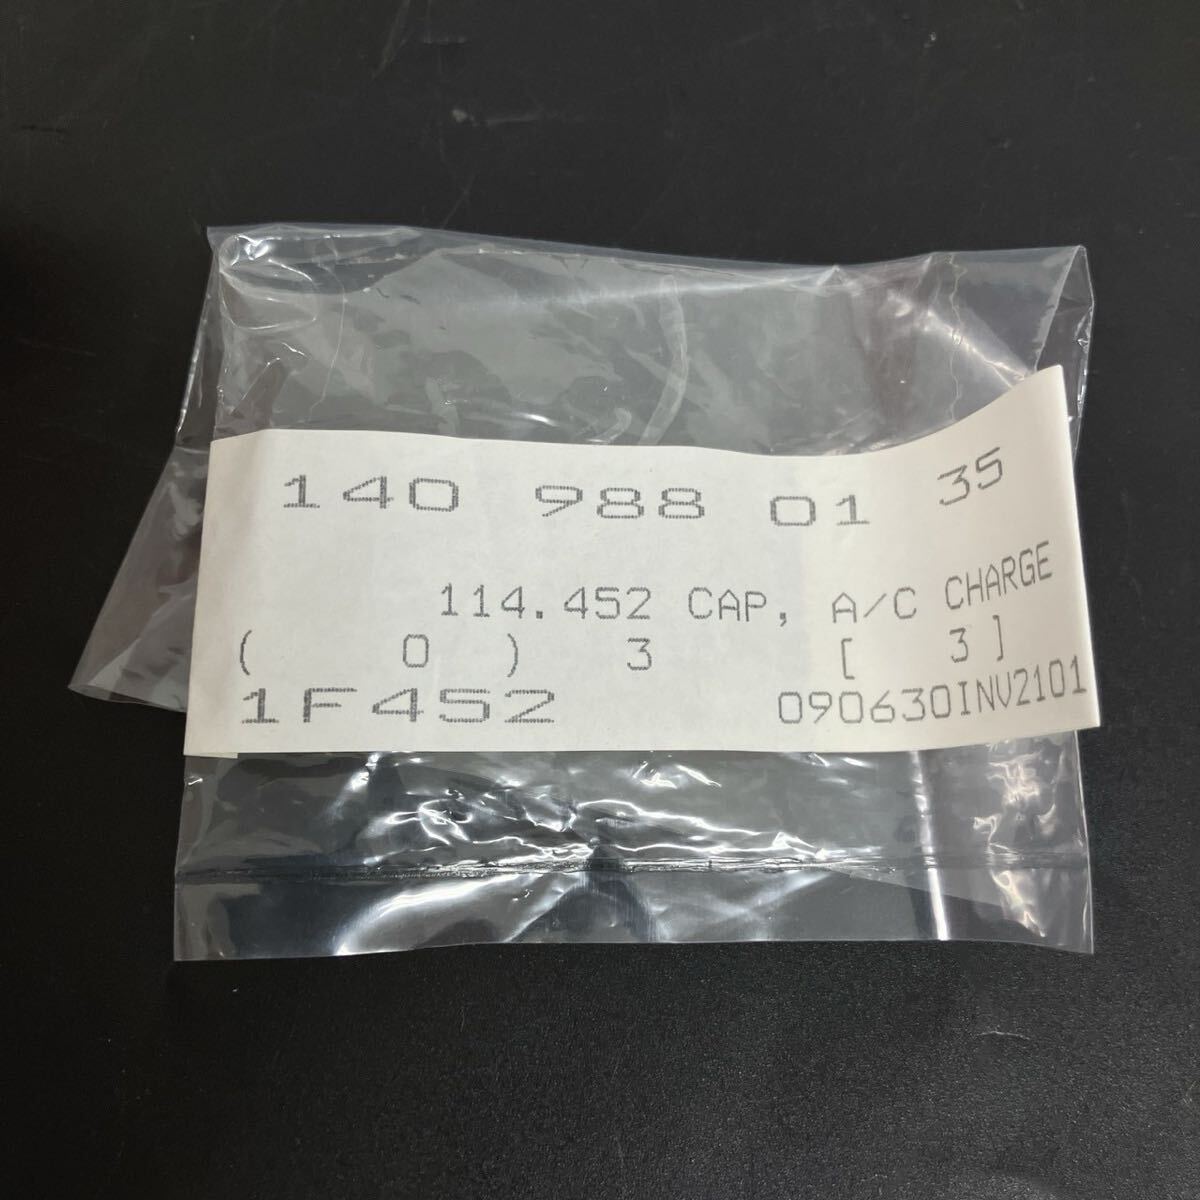 140 988 01 35
114.452 CAP, A/C CHARGE
( 0 ) 3 [ 3 ]
1F452 090630INV2101